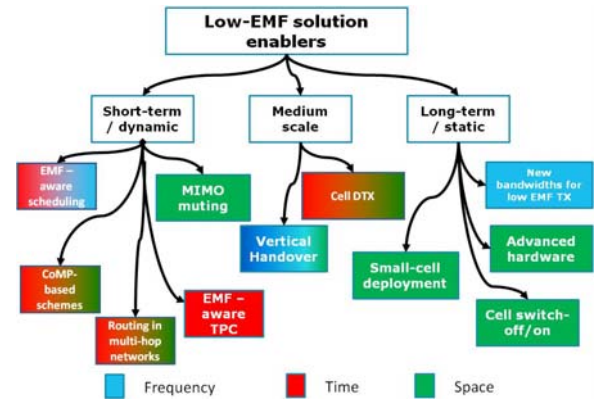 Low-EMF solution
enablers
Short-term
/ dynamic
Medium
scale
Long-term
/ static
EMF –
aware
scheduling
MIMO
muting
Cell DTX
New
bandwidths for
low EMF TX
Vertical
Handover
Advanced
hardware
Small-cell
deployment
CoMP-
based
schemes
EMF –
aware
TPC
Cell switch-
off/on
Routing in
multi-hop
networks
Frequency
Time
Space